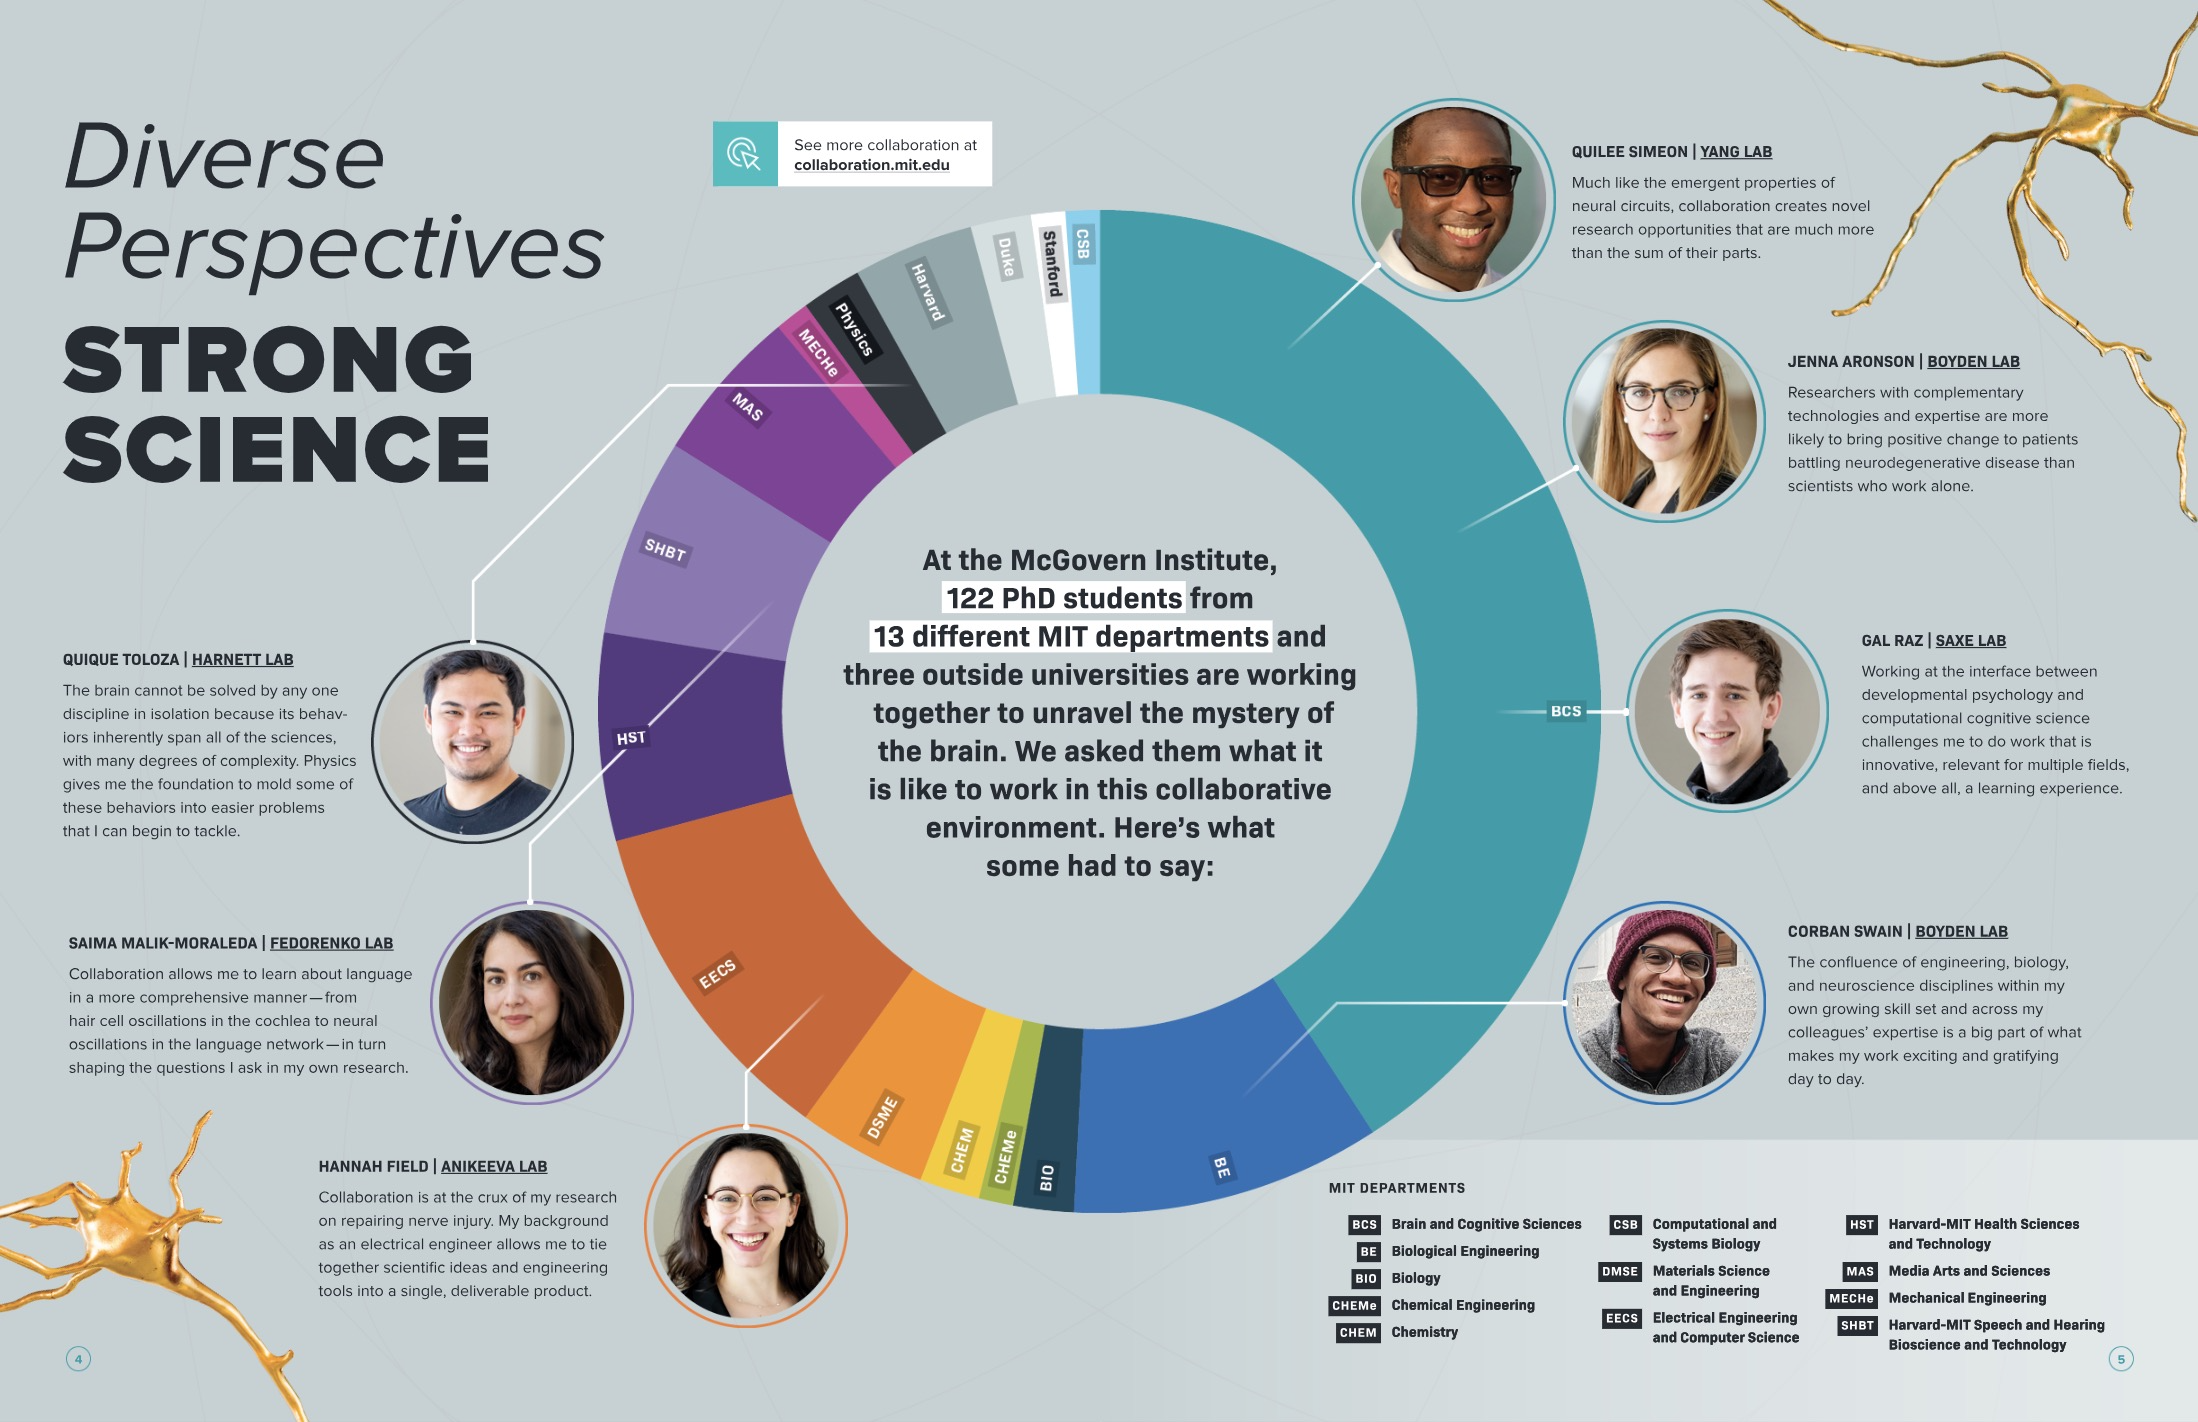 Diverse
Perspectives
STRONG
SCIENCE
See more collaboration at
collaboration.mit.edu
QUILEE SIMEON | YANG LAB
Much like the emergent properties of
neural circuits, collaboration creates novel
research opportunities that are much more
than the sum of their parts.
JENNA ARONSON | BOYDEN LAB
Researchers with complementary
technologies and expertise are more
likely to bring positive change to patients
battling neurodegenerative disease than
scientists who work alone.
GAL RAZ | SAXE LAB
Working at the interface between
developmental psychology and
computational cognitive science
challenges me to do work that is
innovative, relevant for multiple fields,
and above all, a learning experience.
CORBAN SWAIN | BOYDEN LAB
The confluence of engineering, biology,
and neuroscience disciplines within my
own growing skill set and across my
colleagues' expertise is a big part of what
makes my work exciting and gratifying
day to day.
QUIQUE TOLOZA | HARNETT LAB
The brain cannot be solved by any one
discipline in isolation because its behav-
iors inherently span all of the sciences,
with many degrees of complexity. Physics
gives me the foundation to mold some of
these behaviors into easier problems
that I can begin to tackle.
SAIMA MALIK-MORALEDA | FEDORENKO LAB
Collaboration allows me to learn about language
in a more comprehensive manner—from
hair cell oscillations in the cochlea to neural
oscillations in the language network—in turn
shaping the questions I ask in my own research.
HANNAH FIELD | ANIKEEVA LAB
Collaboration is at the crux of my research
on repairing nerve injury. My background
as an electrical engineer allows me to tie
together scientific ideas and engineering
tools into a single, deliverable product.
At the McGovern Institute,
122 PhD students from
13 different MIT departments and
three outside universities are working
together to unravel the mystery of
the brain. We asked them what it
is like to work in this collaborative
environment. Here's what
some had to say:
BCS
BE
BIO
CHEMe
CHEM
DSME
EECS
HST
SHBT
MAS
MECHe
Physics
Harvard
Duke
Stanford
CSB
MIT DEPARTMENTS
BCS Brain and Cognitive Sciences
BE Biological Engineering
BIO Biology
CHEMe Chemical Engineering
CHEM Chemistry
CSB Computational and
Systems Biology
DMSE Materials Science
and Engineering
EECS Electrical Engineering
and Computer Science
HST Harvard-MIT Health Sciences
and Technology
MAS Media Arts and Sciences
MECHe Mechanical Engineering
SHBT Harvard-MIT Speech and Hearing
Bioscience and Technology
4
5